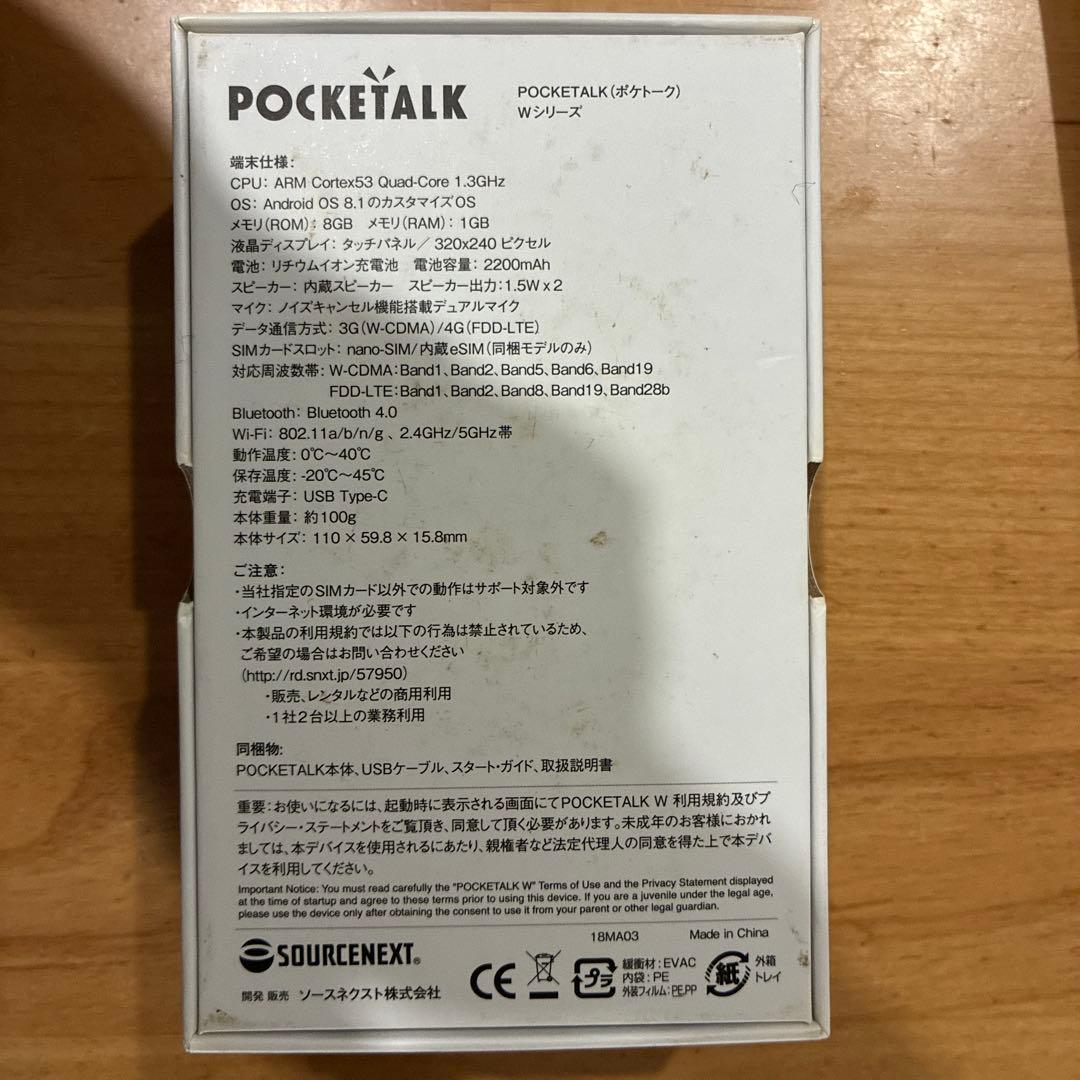 POCKETALK
POCKETALK(ポケトーク)
Wシリーズ
端末仕様:
CPU: ARM Cortex53 Quad-Core 1.3GHz
OS: Android OS 8.1のカスタマイズOS
メモリ(ROM): 8GB メモリ(RAM): 1GB
液晶ディスプレイ: タッチパネル/ 320x240 ピクセル
電池: リチウムイオン充電池 電池容量: 2200mAh
スピーカー: 内蔵スピーカー スピーカー出力:1.5W x 2
マイク: ノイズキャンセル機能搭載デュアルマイク
データ通信方式: 3G(W-CDMA)/4G(FDD-LTE)
SIMカードスロット: nano-SIM/内蔵eSIM(同梱モデルのみ)
対応周波数帯: W-CDMA:Band1、Band2、Band5、Band6、Band19
FDD-LTE:Band1、Band2、Band8、Band19、Band28b
Bluetooth: Bluetooth 4.0
Wi-Fi: 802.11a/b/n/g 、2.4GHz/5GHz帯
動作温度: 0℃〜40℃
保存温度: -20℃〜45℃
充電端子: USB Type-C
本体重量: 約100g
本体サイズ: 110 × 59.8 × 15.8mm
ご注意:
・当社指定のSIMカード以外での動作はサポート対象外です
・インターネット環境が必要です
・本製品の利用規約では以下の行為は禁止されているため、
ご希望の場合はお問い合わせください
(http://rd.snxt.jp/57950)
・販売、レンタルなどの商用利用
・1社2台以上の業務利用
同梱物:
POCKETALK本体、USBケーブル、スタート・ガイド、取扱説明書
重要:お使いになるには、起動時に表示される画面にてPOCKETALK W 利用規約及びプ
ライバシー・ステートメントをご覧頂き、同意して頂く必要があります。未成年のお客様におかれ
ましては、本デバイスを使用されるにあたり、親権者など法定代理人の同意を得た上で本デバ
イスを利用してください。
Important Notice: You must read carefully the "POCKETALK W" Terms of Use and the Privacy Statement displayed
at the time of startup and agree to these terms prior to using this device. If you are a juvenile under the legal age,
please use the device only after obtaining the consent to use it from your parent or other legal guardian.
18MA03 Made in China
SOURCENEXT®
開発 販売 ソースネクスト株式会社
CE
プラ
緩衝材:EVAC
内袋:PE
外装フィルム:PE,PP
紙
外箱
トレイ